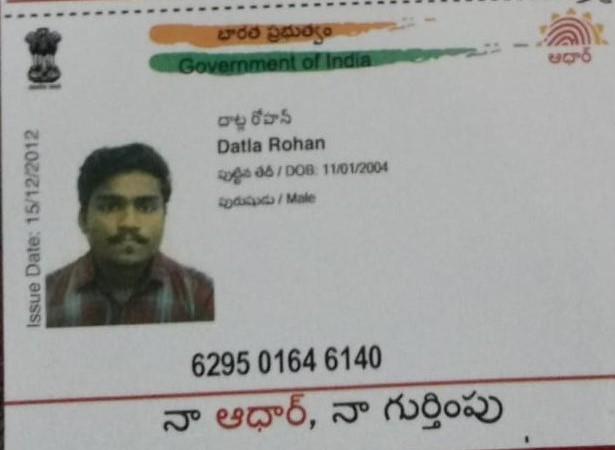 భారత ప్రభుత్వం
Government of India
ఆధార్
Issue Date: 15/12/2012
దాట్ల రోహన్
Datla Rohan
పుట్టిన తేదీ / DOB: 11/01/2004
పురుషుడు / Male
6295 0164 6140
నా ఆధార్, నా గుర్తింపు